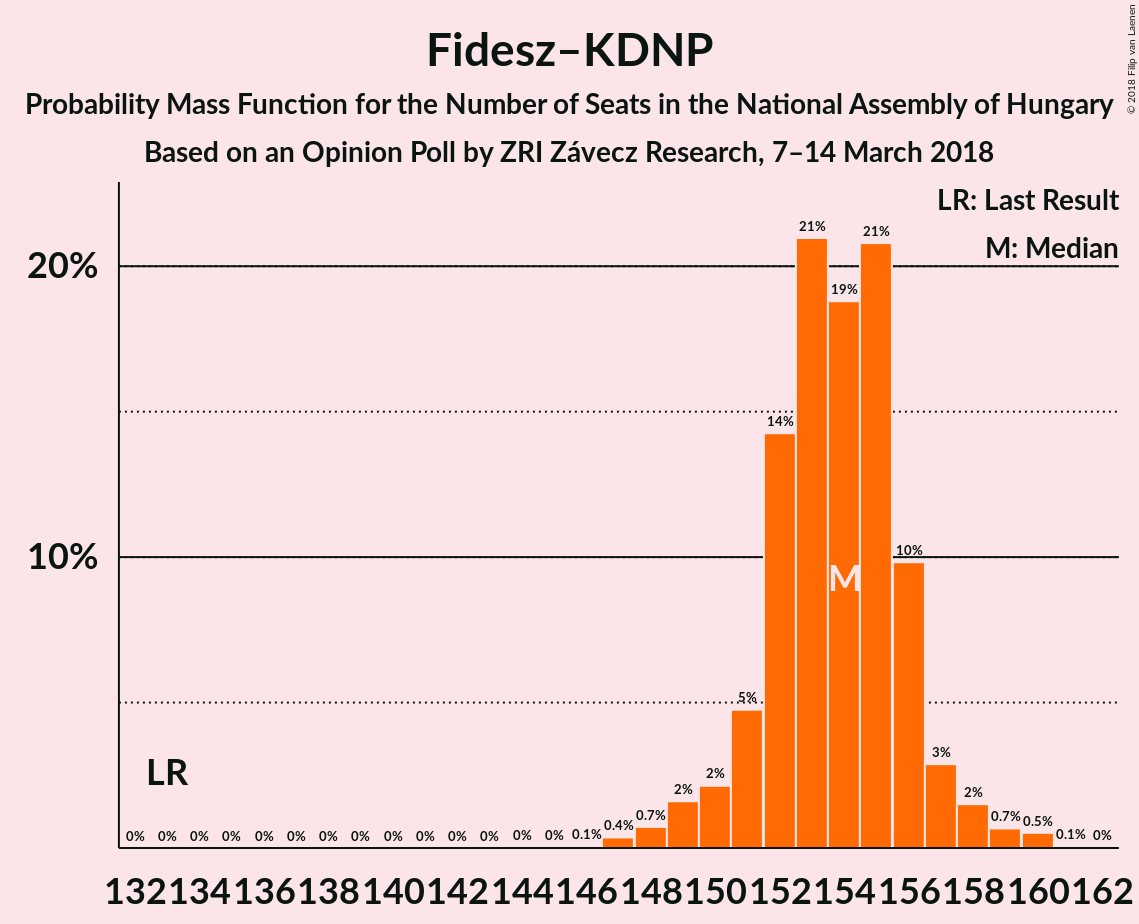 Fidesz–KDNP
Probability Mass Function for the Number of Seats in the National Assembly of Hungary
Based on an Opinion Poll by ZRI Závecz Research, 7–14 March 2018
© 2018 Filip van Laenen
LR: Last Result
M: Median
20%
10%
21%
21%
19%
14%
10%
M
5%
3%
LR
2%
2%
2%
0% 0% 0% 0% 0% 0% 0% 0% 0% 0% 0% 0% 0% 0% 0.1% 0.4% 0.7% 0.7% 0.5% 0.1% 0%
132 134 136 138 140 142 144 146 148 150 152 154 156 158 160 162